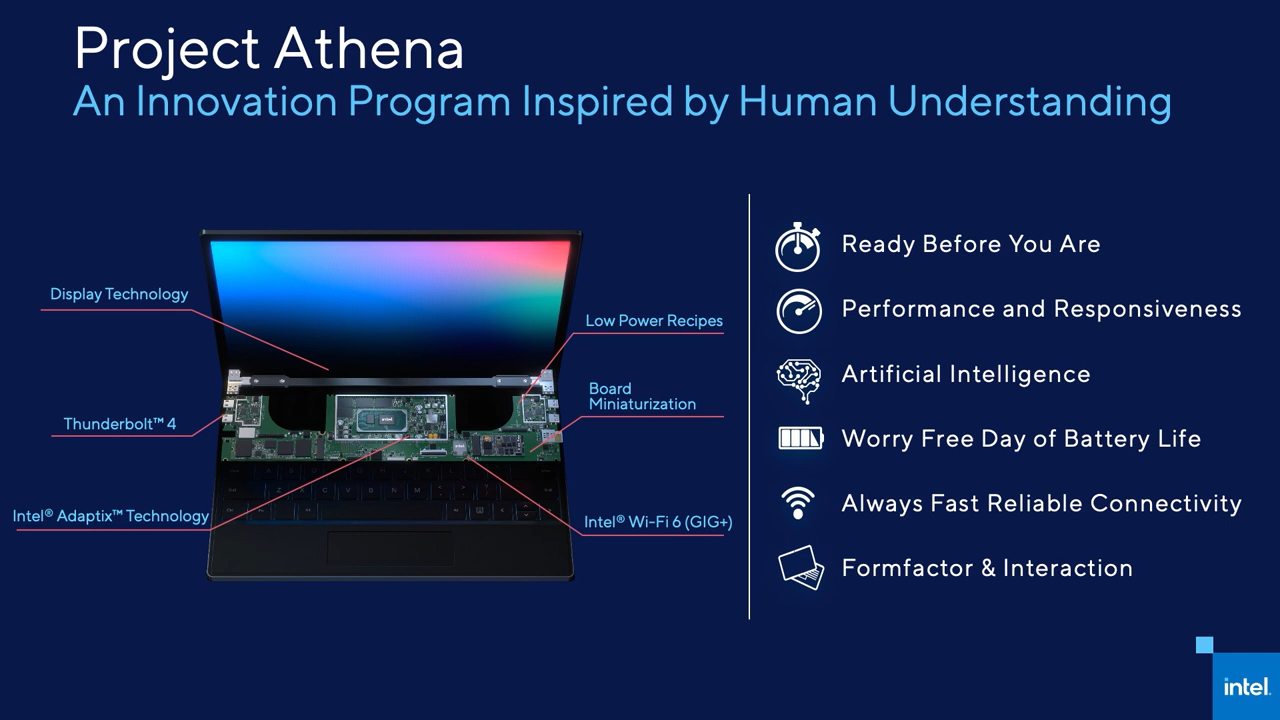 Project Athena
An Innovation Program Inspired by Human Understanding
Display Technology
Thunderbolt™ 4
Intel® Adaptix™ Technology
Low Power Recipes
Board
Miniaturization
Intel® Wi-Fi 6 (GIG+)
Ready Before You Are
Performance and Responsiveness
Artificial Intelligence
Worry Free Day of Battery Life
Always Fast Reliable Connectivity
Formfactor & Interaction
intel.